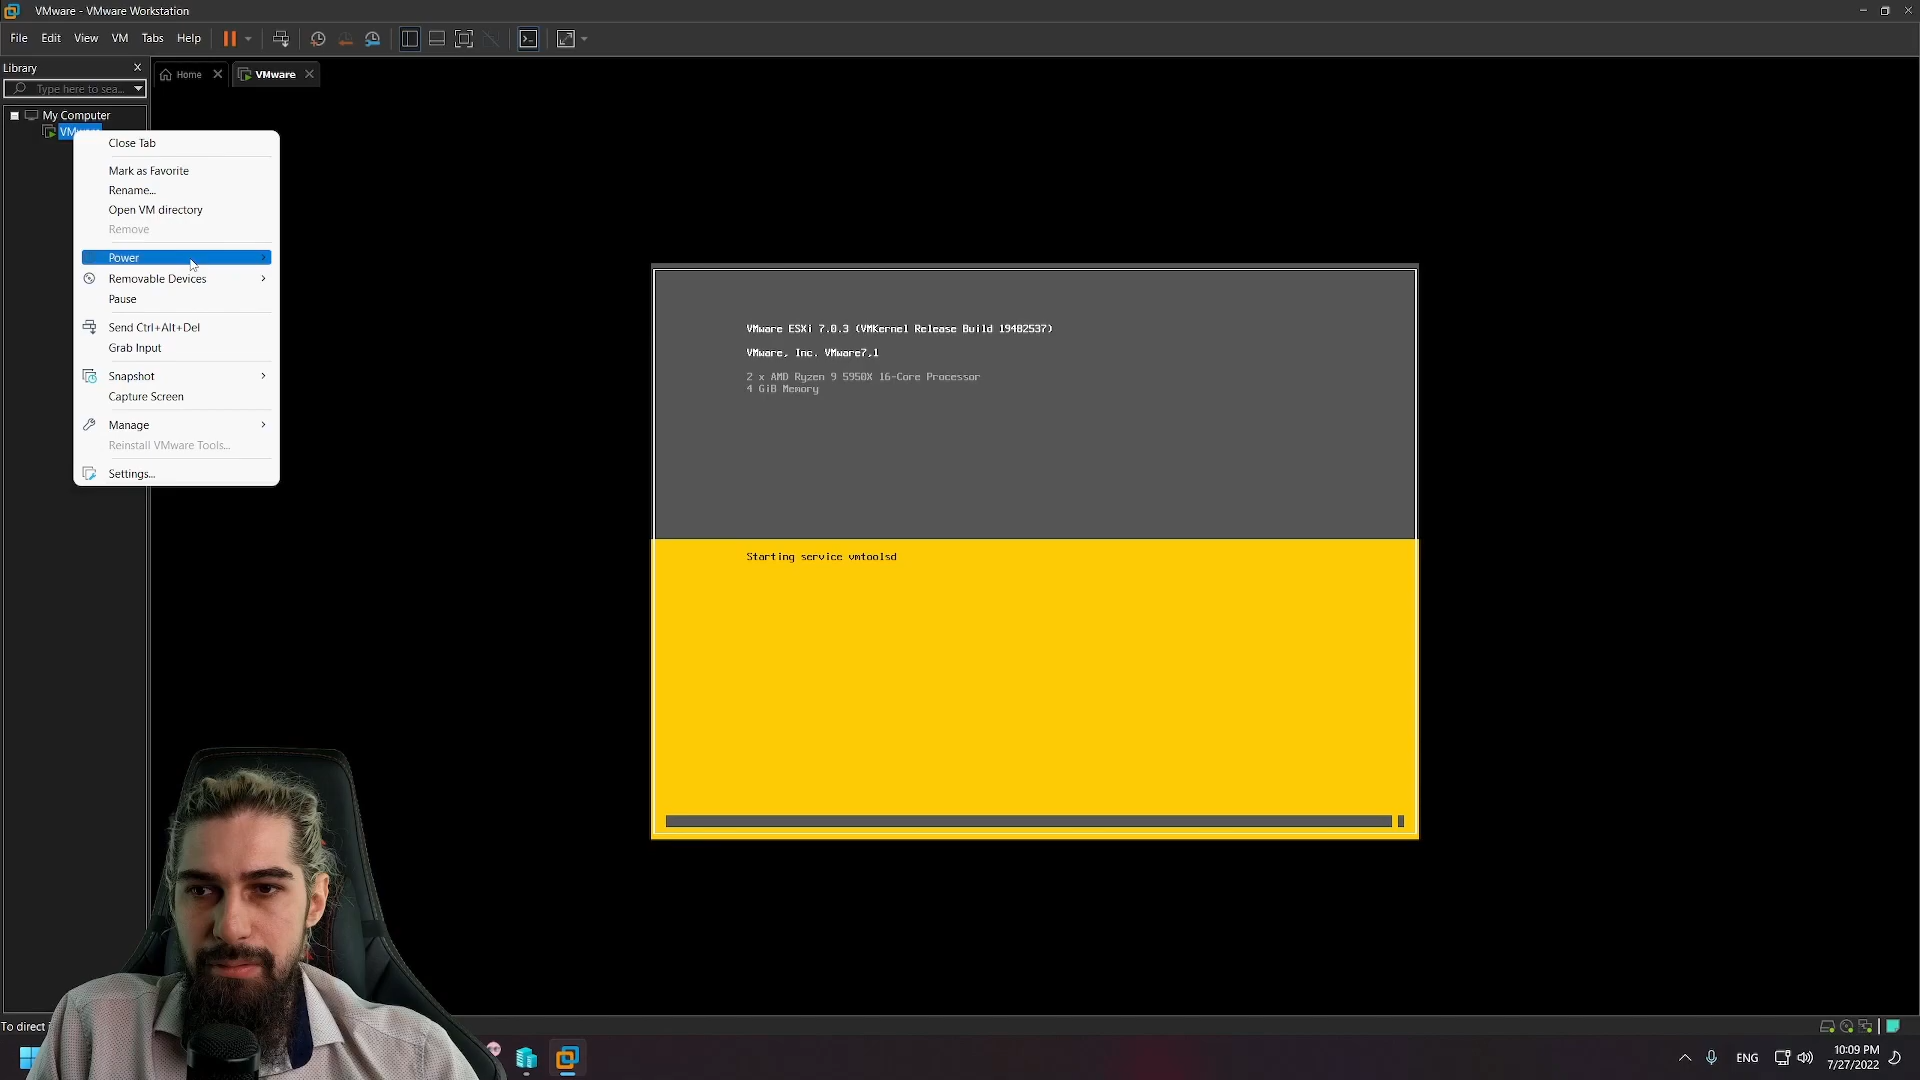 VMware - VMware Workstation
File Edit View VM Tabs Help
Library
Home
VMware
Type here to sea...
My Computer
Close Tab
Mark as Favorite
Rename...
Open VM directory
Remove
Power
Removable Devices
Pause
Send Ctrl+Alt+Del
Grab Input
Snapshot
Capture Screen
Manage
Reinstall VMware Tools...
Settings...
VMware ESXi 7.0.3 (VMKernel Release Build 19482537)
VMware, Inc. VMware7,1
2 x AMD Ryzen 9 5950X 16-Core Processor
4 GiB Memory
Starting service vmtoolsd
To direct
ENG
10:09 PM
7/27/2022